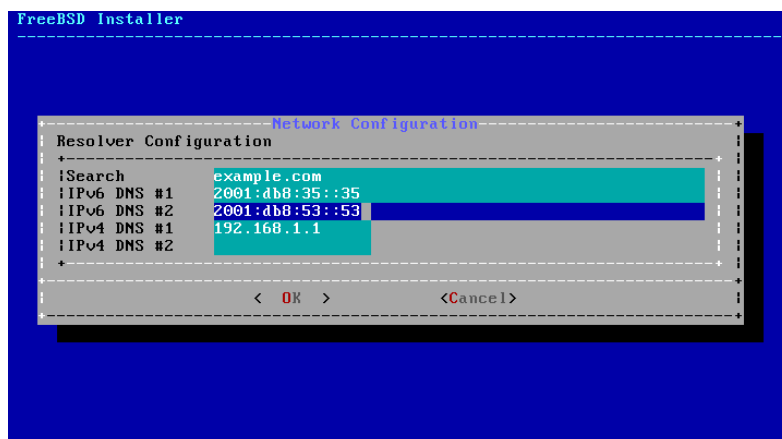 FreeBSD Installer
Network Configuration
Resolver Configuration
Search example.com
IPv6 DNS #1 2001:db8:35::35
IPv6 DNS #2 2001:db8:53::53
IPv4 DNS #1 192.168.1.1
IPv4 DNS #2
< OK > <Cancel>